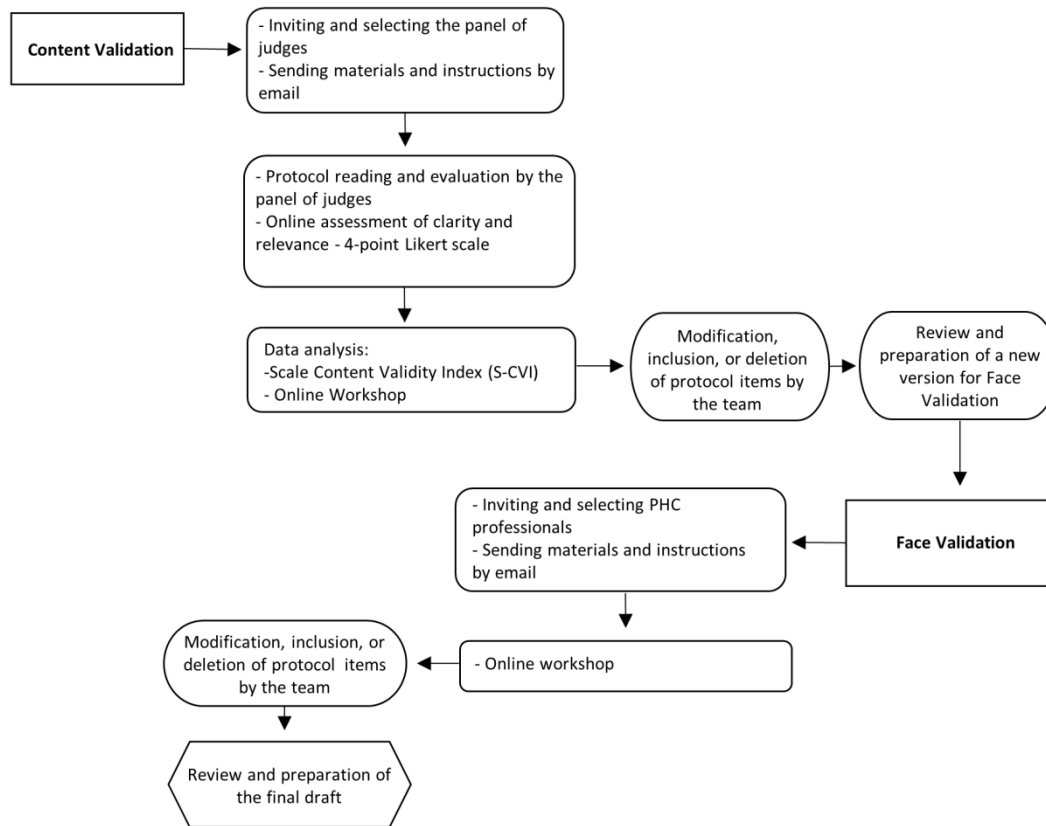 Content Validation
- Inviting and selecting the panel of
judges
- Sending materials and instructions by
email
- Protocol reading and evaluation by the
panel of judges
- Online assessment of clarity and
relevance - 4-point Likert scale
Data analysis:
-Scale Content Validity Index (S-CVI)
- Online Workshop
Modification,
inclusion, or deletion
of protocol items by
the team
Review and
preparation of a new
version for Face
Validation
Face Validation
- Inviting and selecting PHC
professionals
- Sending materials and instructions
by email
- Online workshop
Modification, inclusion, or
deletion of protocol items
by the team
Review and preparation of
the final draft